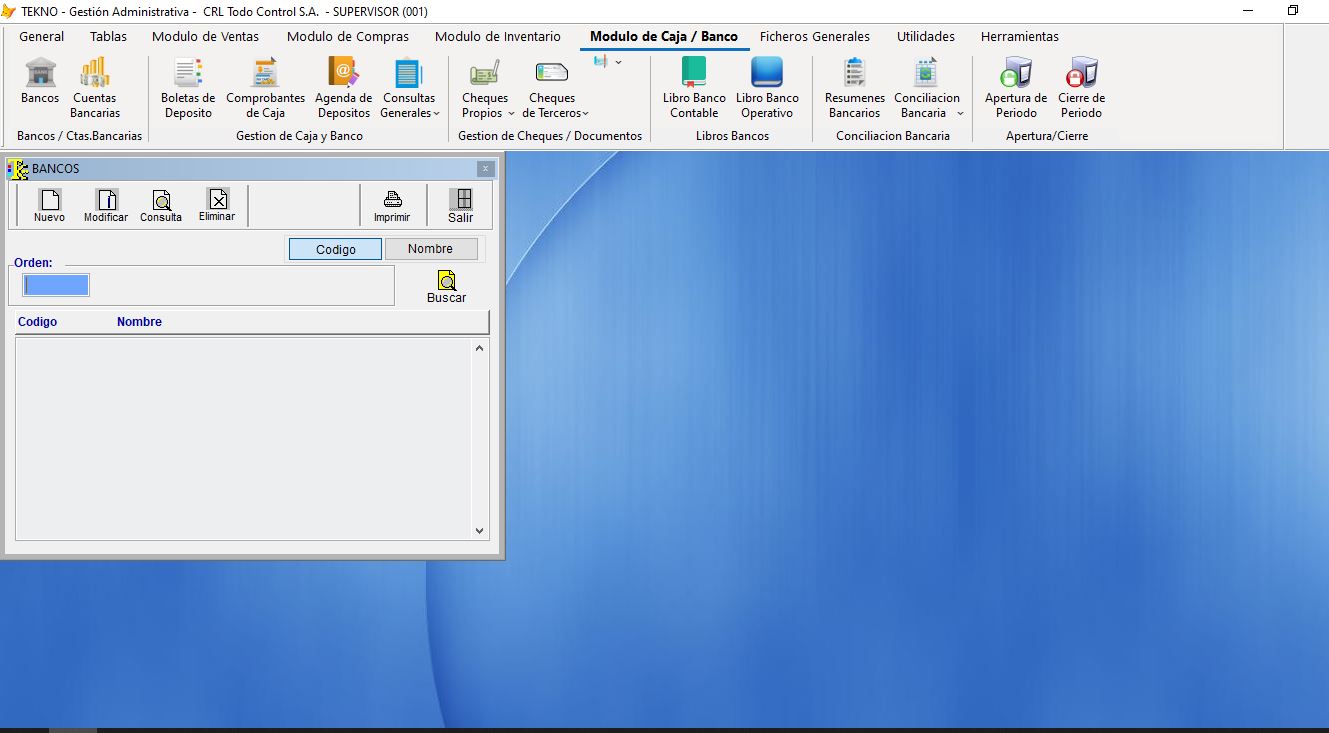 TEKNO - Gestión Administrativa - CRL Todo Control S.A. - SUPERVISOR (001)
General Tablas Modulo de Ventas Modulo de Compras Modulo de Inventario Modulo de Caja / Banco Ficheros Generales Utilidades Herramientas
Bancos
Cuentas
Bancarias
Bancos / Ctas.Bancarias
Boletas de
Deposito
Comprobantes
de Caja
Agenda de
Depositos
Consultas
Generales
Gestion de Caja y Banco
Cheques
Propios
Cheques
de Terceros
Gestion de Cheques / Documentos
Libro Banco
Contable
Libro Banco
Operativo
Libros Bancos
Resumenes
Bancarios
Conciliacion
Bancaria
Conciliacion Bancaria
Apertura de
Periodo
Cierre de
Periodo
Apertura/Cierre
BANCOS
Nuevo Modificar Consulta Eliminar Imprimir Salir
Codigo Nombre
Orden:
Buscar
Codigo Nombre